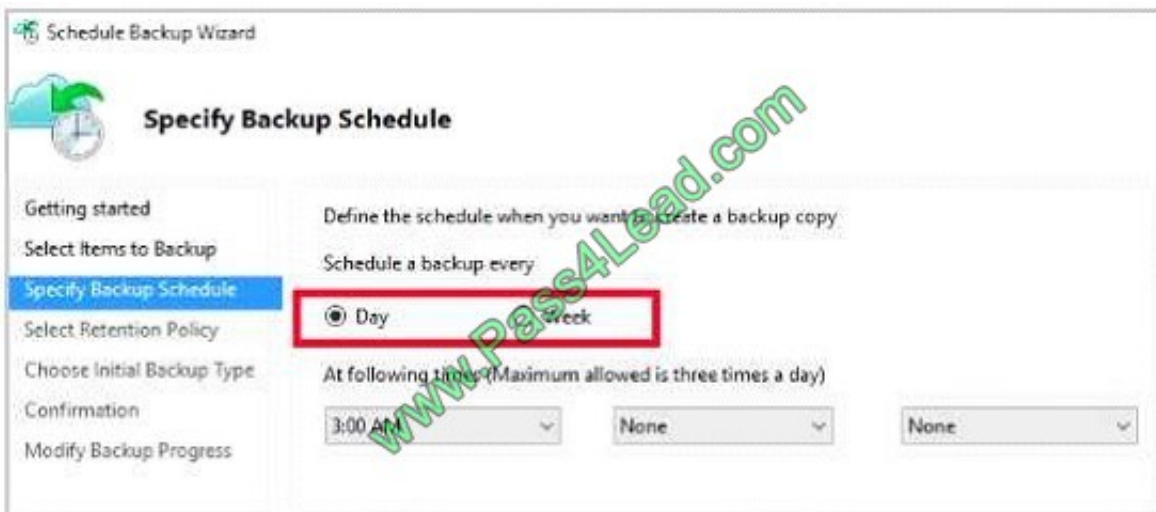 Schedule Backup Wizard
Specify Backup Schedule
Getting started
Select Items to Backup
Specify Backup Schedule
Select Retention Policy
Choose Initial Backup Type
Confirmation
Modify Backup Progress
Define the schedule when you want to create a backup copy
Schedule a backup every
Day Week
At following times (Maximum allowed is three times a day)
3:00 AM None None
www.Pass4Lead.com